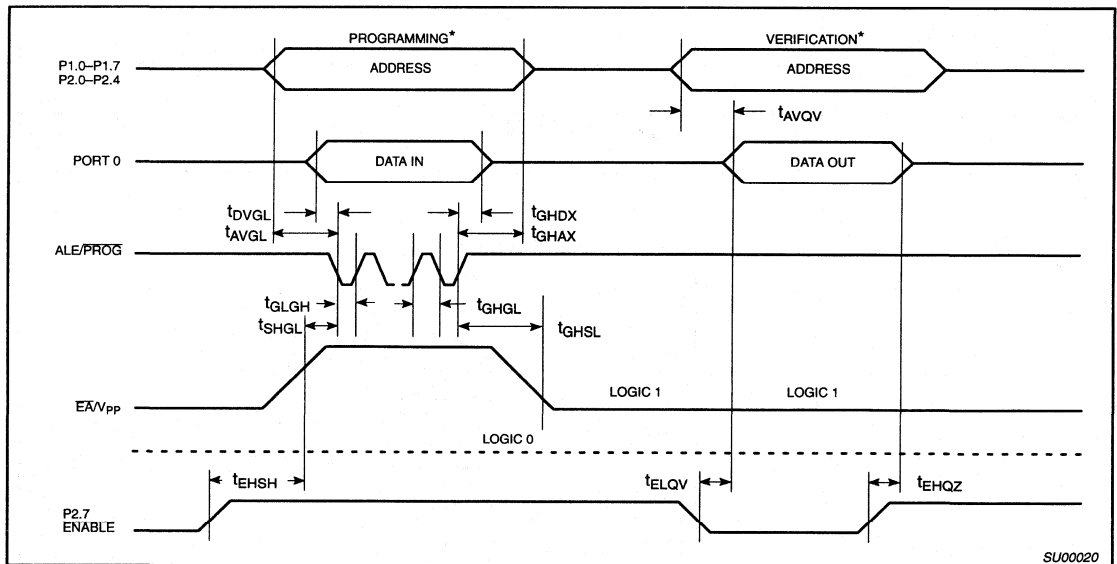 PROGRAMMING*
VERIFICATION*
P1.0–P1.7
P2.0–P2.4
ADDRESS
ADDRESS
tAVQV
PORT 0
DATA IN
DATA OUT
tDVGL
tGHDX
tAVGL
tGHAX
ALE/PROG
tGLGH
tGHGL
tSHGL
tGHSL
EA/VPP
LOGIC 1
LOGIC 1
LOGIC 0
tEHSH
tELQV
tEHQZ
P2.7
ENABLE
SU00020